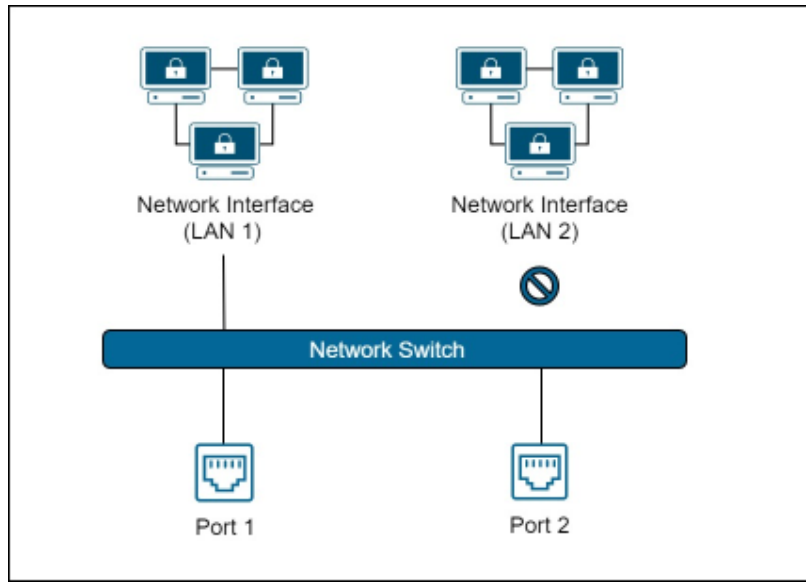 Network Interface
(LAN 1)
Network Interface
(LAN 2)
Network Switch
Port 1
Port 2